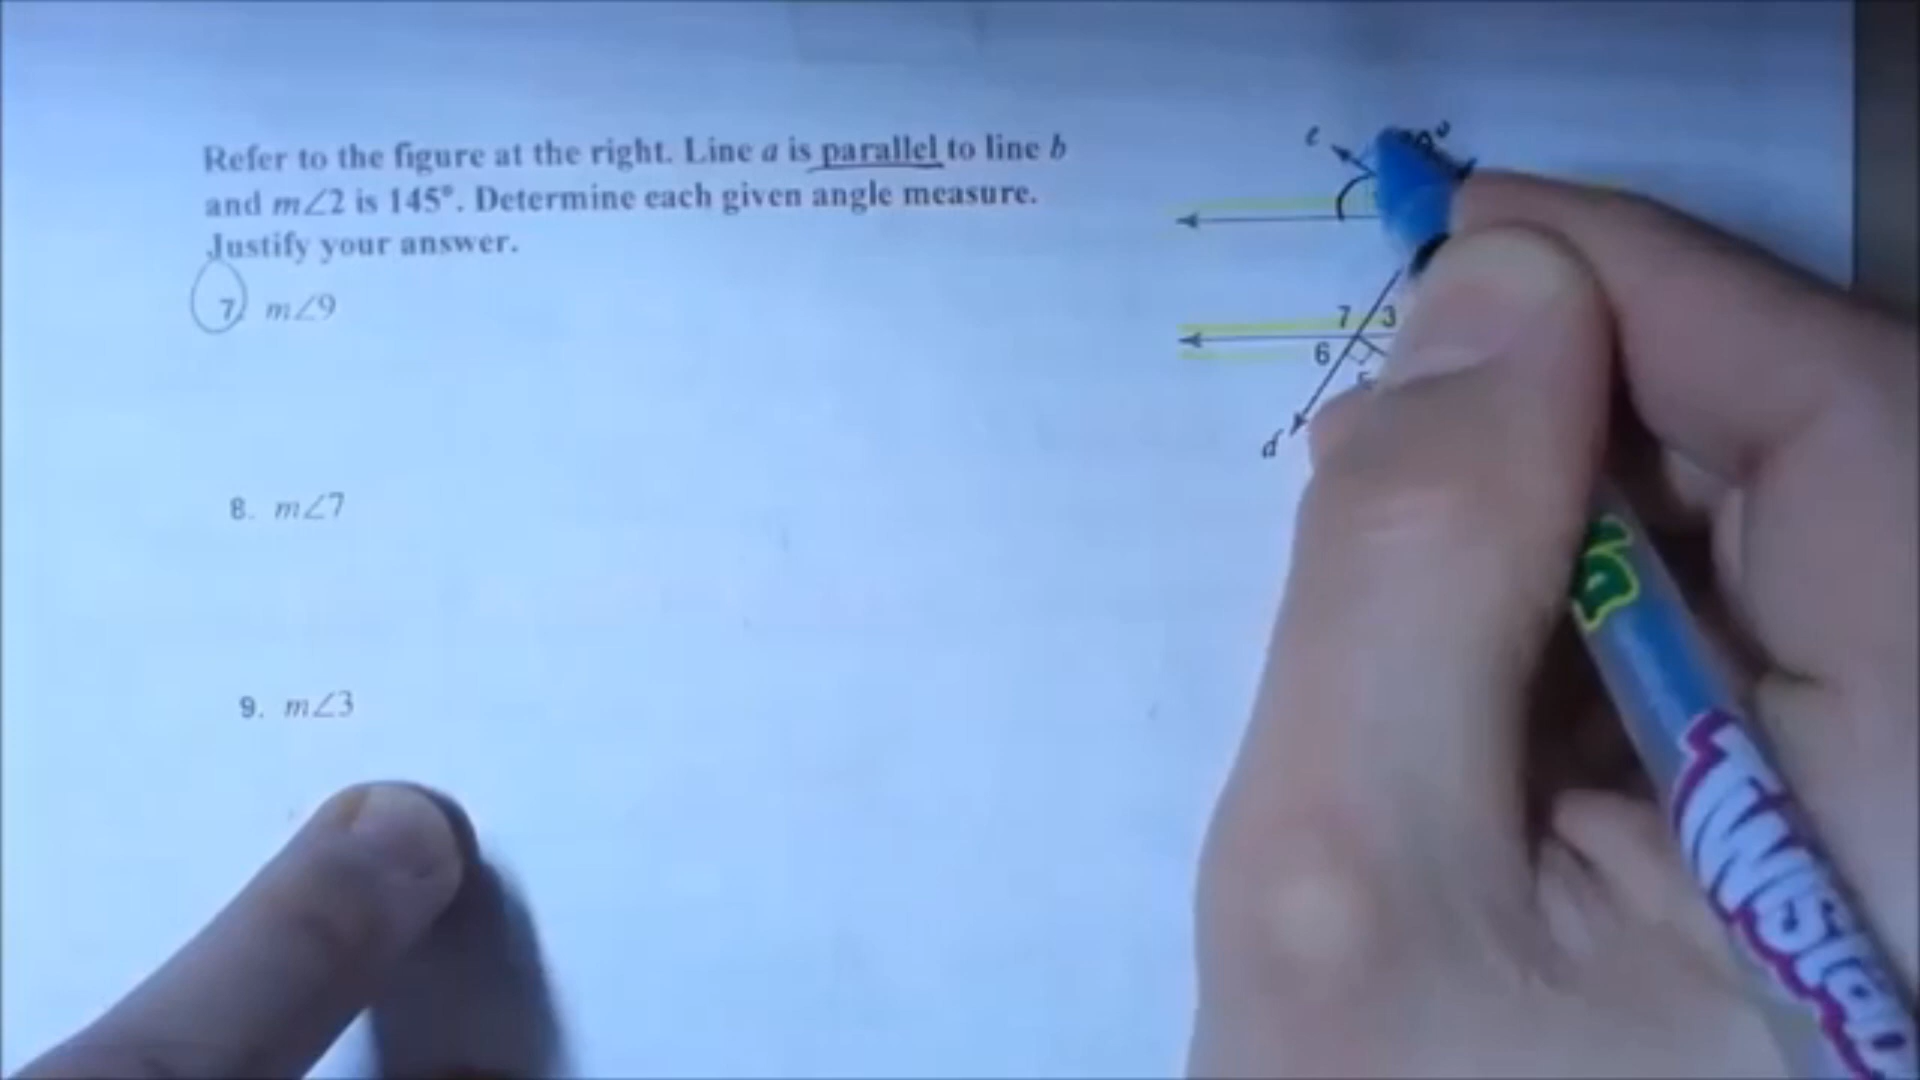 Refer to the figure at the right. Line a is parallel to line b
and m∠2 is 145°. Determine each given angle measure.
Justify your answer.
7. m∠9
8. m∠7
9. m∠3
7 3
6
d